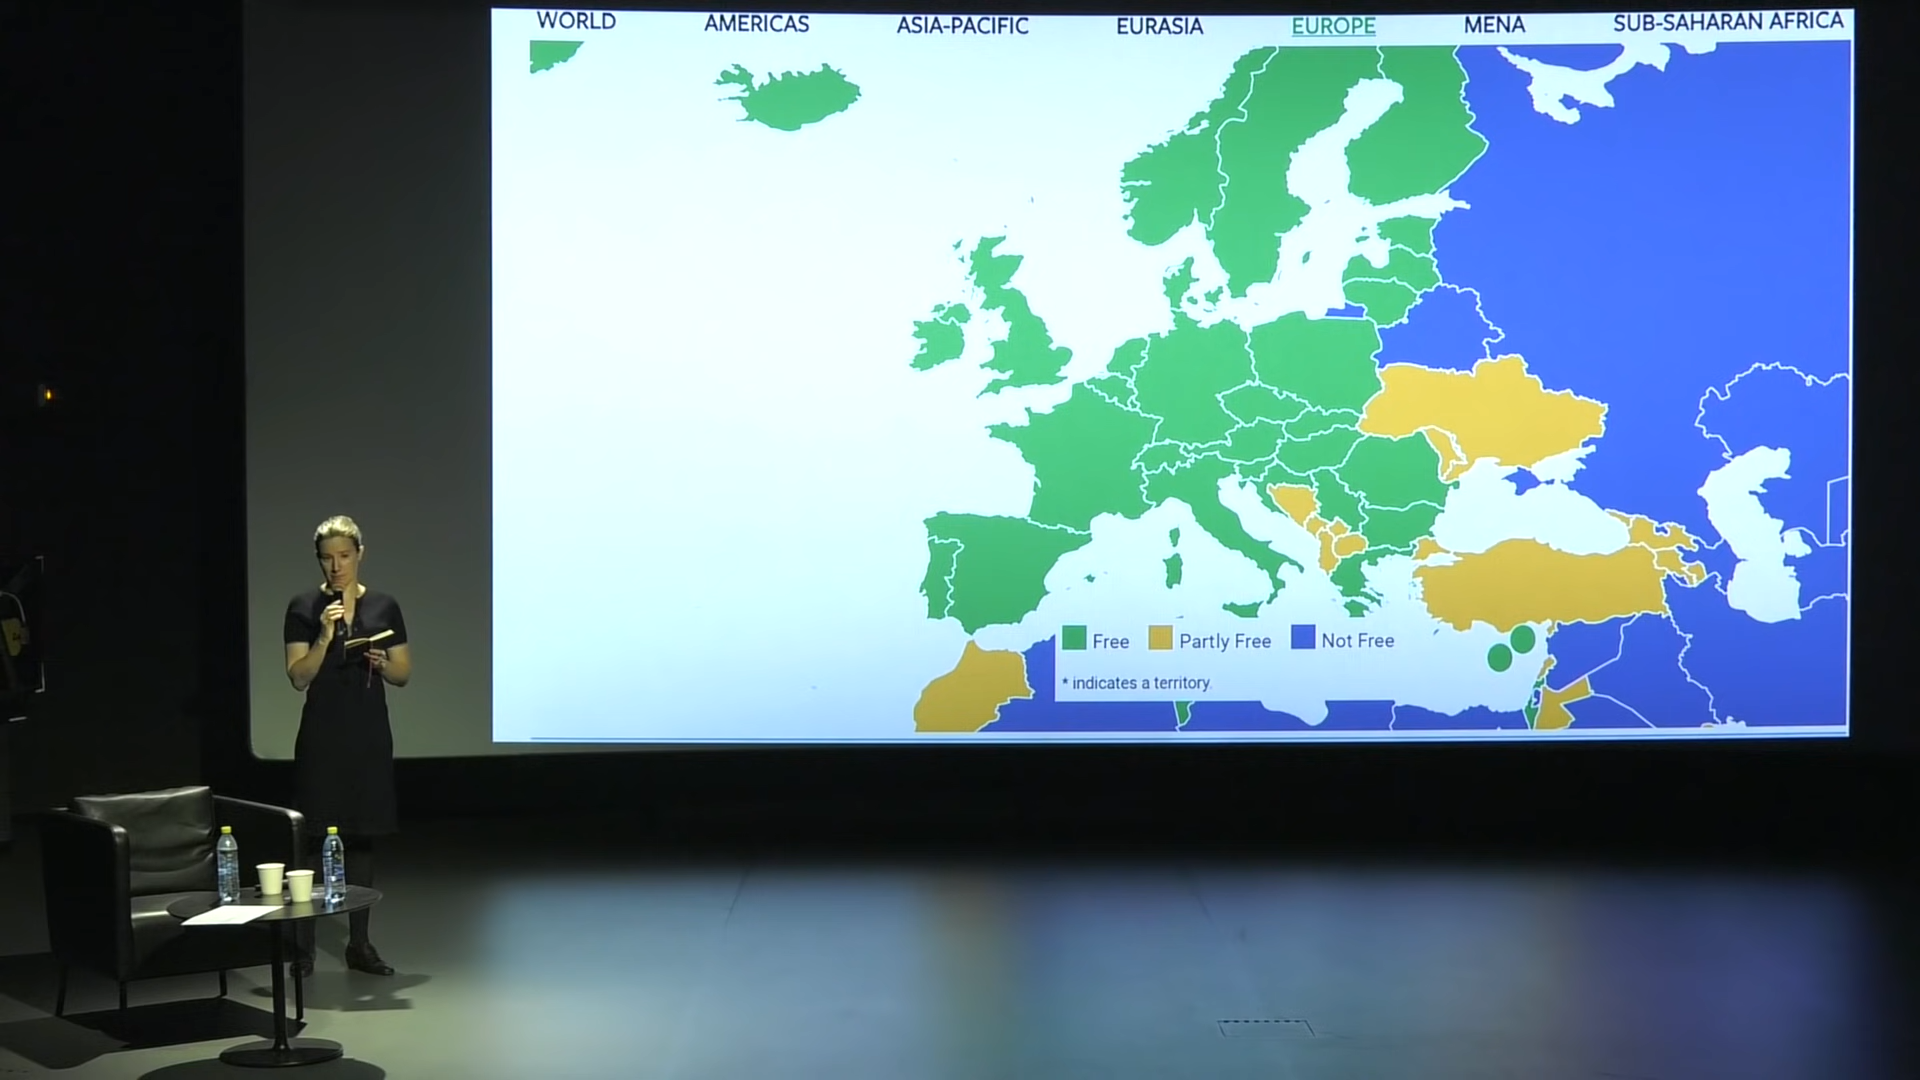 WORLD AMERICAS ASIA-PACIFIC EURASIA EUROPE MENA SUB-SAHARAN AFRICA
Free Partly Free Not Free
* indicates a territory.